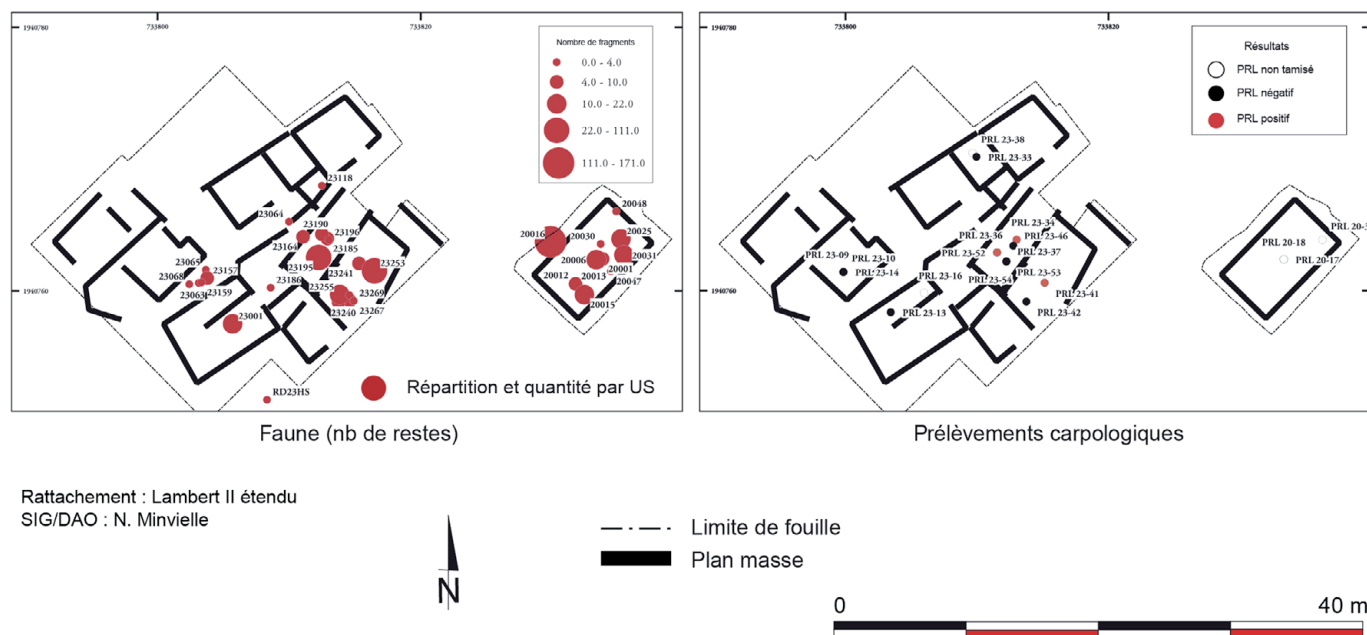 733800
733820
1940780
1940760
Nombre de fragments
0.0 - 4.0
4.0 - 10.0
10.0 - 22.0
22.0 - 111.0
111.0 - 171.0
23118
23064
23190
23196
23164
23185
23065
23157
23195
23241
23253
23068
23186
23063
23159
23255
23269
23240
23267
23001
RD23HS
20048
20016
20030
20025
20006
20031
20012
20013
20001
20047
20015
Répartition et quantité par US
Faune (nb de restes)
733800
733820
1940780
1940760
Résultats
PRL non tamisé
PRL négatif
PRL positif
PRL 23-38
PRL 23-33
PRL 23-34
PRL 23-36
PRL 23-46
PRL 23-09
PRL 23-52
PRL 23-37
PRL 23-10
PRL 23-14
PRL 23-16
PRL 23-54
PRL 23-53
PRL 23-41
PRL 23-13
PRL 23-42
PRL 20-3
PRL 20-18
PRL 20-17
Prélèvements carpologiques
Rattachement : Lambert II étendu
SIG/DAO : N. Minvielle
N
Limite de fouille
Plan masse
0
40 m